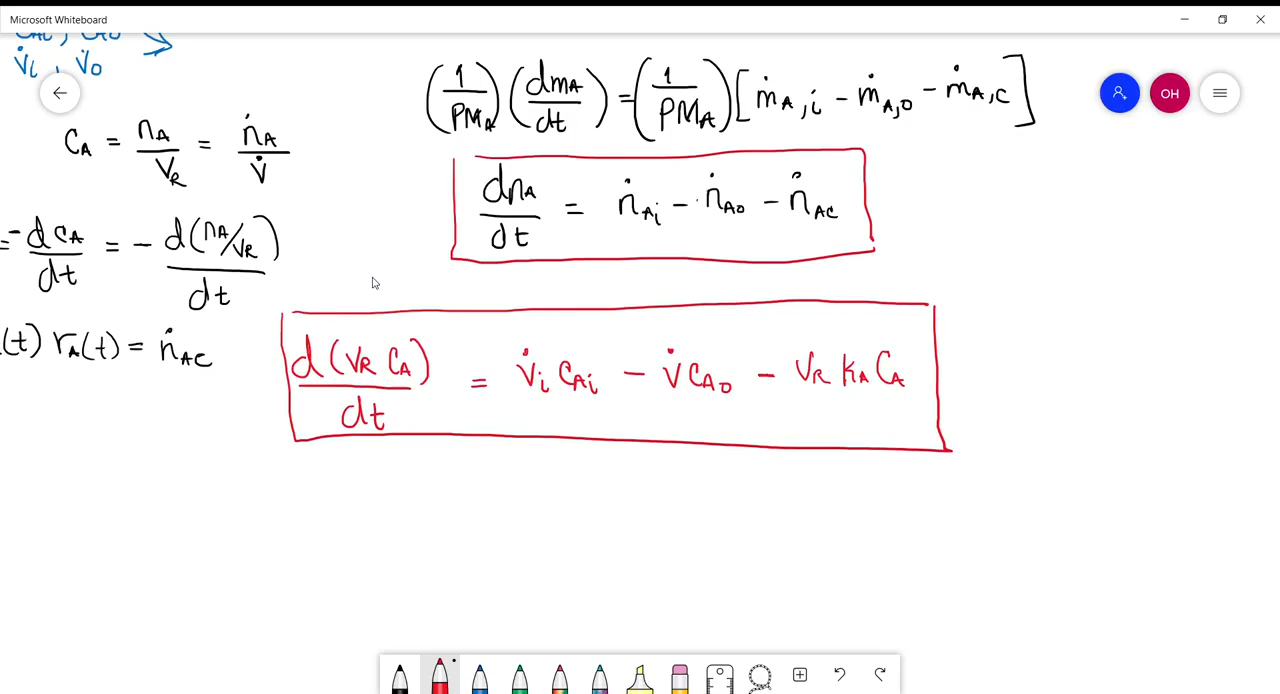 Microsoft Whiteboard
V̇i , V̇o
(1/PMA)(dmA/dt) = (1/PMA)[ṁA,i − ṁA,o − ṁA,C]
CA = nA/VR = ṅA/V̇
dnA/dt = ṅAi − ṅAo − ṅAC
= −dCA/dt = − d(nA/VR)/dt
(t) rA(t) = ṅAC
d(VR CA)/dt = V̇i CAi − V̇ CAo − VR KA CA
OH